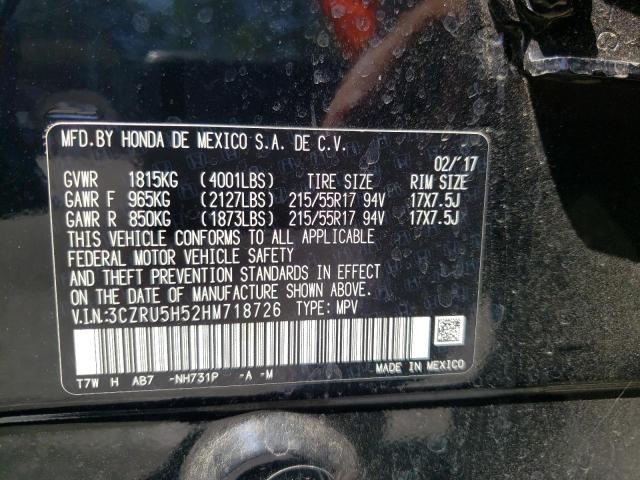 MFD.BY HONDA DE MEXICO S.A. DE C.V.
02/'17
GVWR 1815KG (4001LBS) TIRE SIZE RIM SIZE
GAWR F 965KG (2127LBS) 215/55R17 94V 17X7.5J
GAWR R 850KG (1873LBS) 215/55R17 94V 17X7.5J
THIS VEHICLE CONFORMS TO ALL APPLICABLE
FEDERAL MOTOR VEHICLE SAFETY
AND THEFT PREVENTION STANDARDS IN EFFECT
ON THE DATE OF MANUFACTURE SHOWN ABOVE.
V.I.N:3CZRU5H52HM718726 TYPE: MPV
T7W H AB7 -NH731P -A -M MADE IN MEXICO